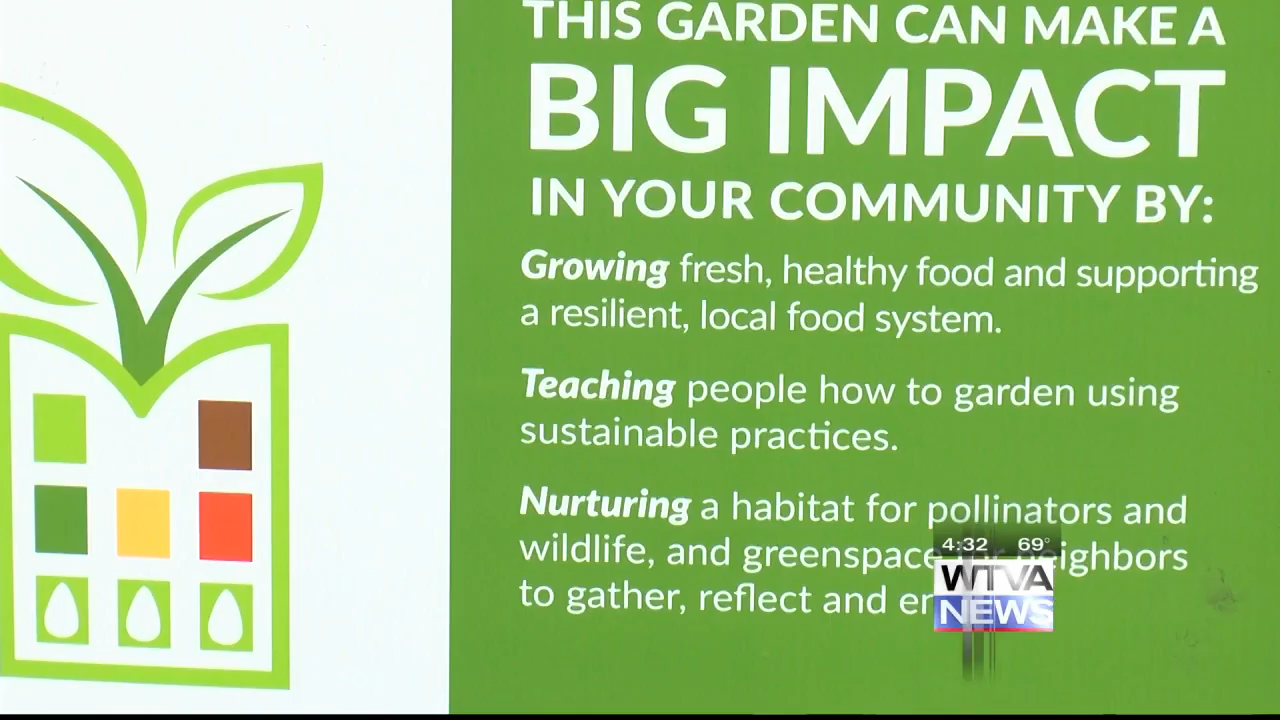 THIS GARDEN CAN MAKE A
BIG IMPACT
IN YOUR COMMUNITY BY:
Growing fresh, healthy food and supporting
a resilient, local food system.
Teaching people how to garden using
sustainable practices.
Nurturing a habitat for pollinators and
wildlife, and greenspace for neighbors
to gather, reflect and
4:32 69°
WTVA
NEWS